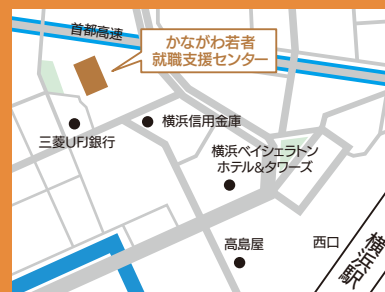 首都高速
かながわ若者
就職支援センター
横浜信用金庫
三菱UFJ銀行
横浜ベイシェラトン
ホテル&タワーズ
高島屋
西口
横浜駅